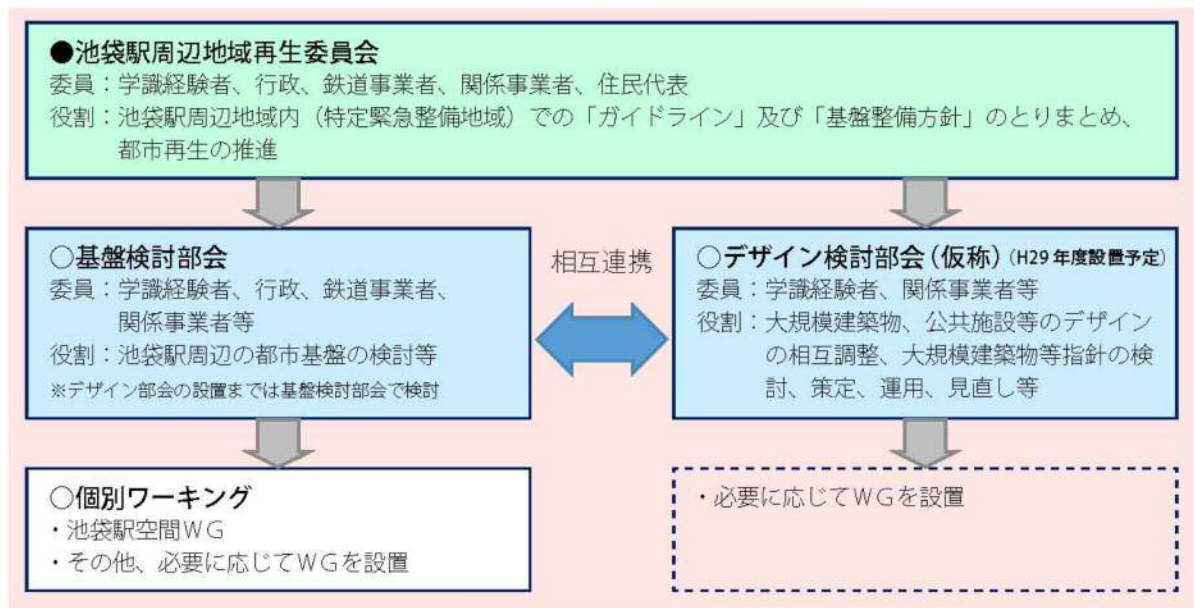 ●池袋駅周辺地域再生委員会
委員：学識経験者、行政、鉄道事業者、関係事業者、住民代表
役割：池袋駅周辺地域内（特定緊急整備地域）での「ガイドライン」及び「基盤整備方針」のとりまとめ、
都市再生の推進
○基盤検討部会
委員：学識経験者、行政、鉄道事業者、
関係事業者等
役割：池袋駅周辺の都市基盤の検討等
※デザイン部会の設置までは基盤検討部会で検討
相互連携
○デザイン検討部会（仮称）（H29年度設置予定）
委員：学識経験者、関係事業者等
役割：大規模建築物、公共施設等のデザイン
の相互調整、大規模建築物等指針の検
討、策定、運用、見直し等
○個別ワーキング
・池袋駅空間ＷＧ
・その他、必要に応じてＷＧを設置
・必要に応じてＷＧを設置